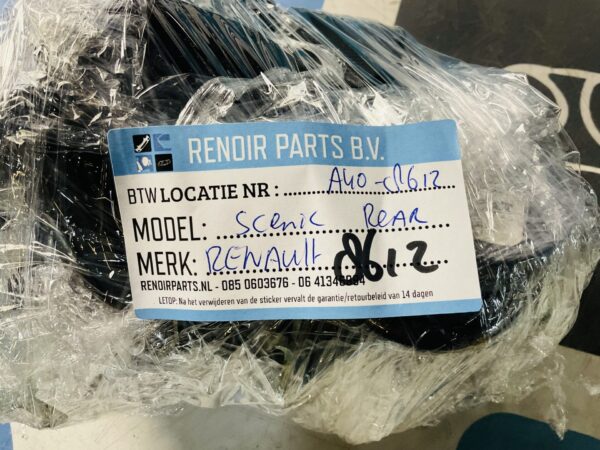 RENOIR PARTS B.V.
BTW LOCATIE NR : A40-8612
MODEL: Scenic REAR
MERK: RENAULT 8612
RENOIRPARTS.NL - 085 0603676 - 06
LETOP: Na het verwijderen van de sticker vervalt de garantie/retourbeleid van 14 dagen